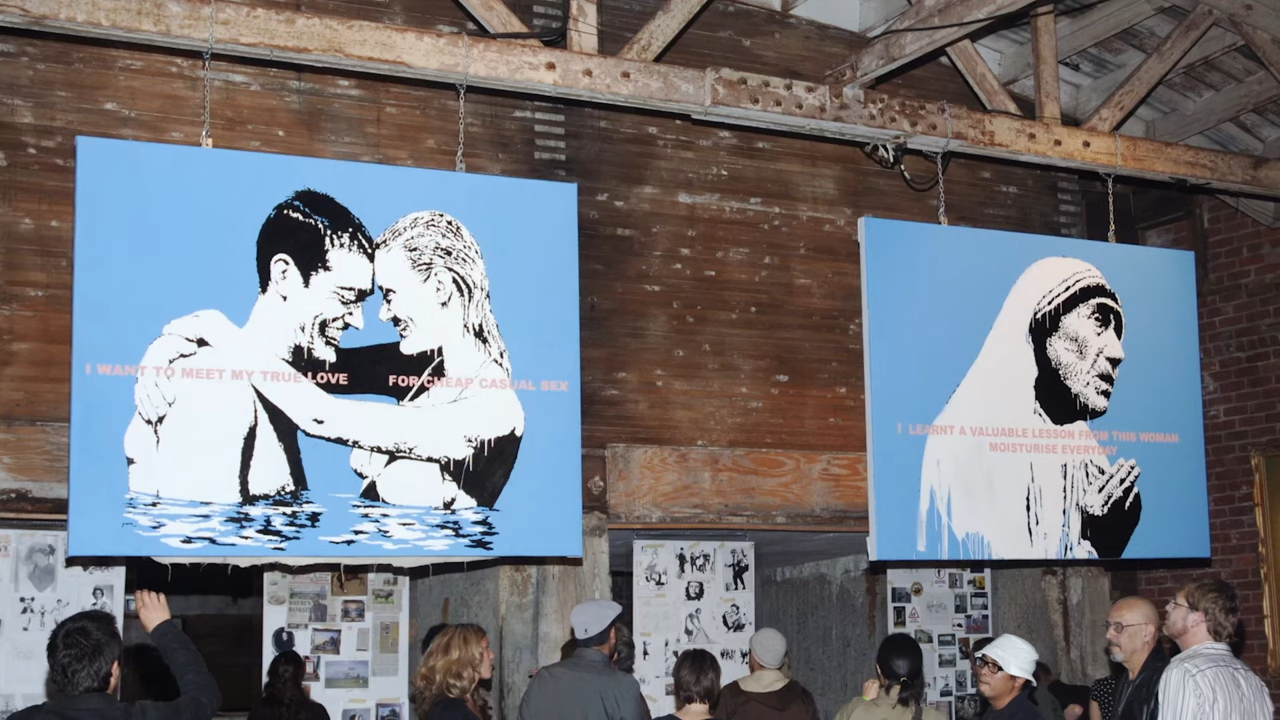 I WANT TO MEET MY TRUE LOVE FOR CHEAP CASUAL SEX
I LEARNT A VALUABLE LESSON FROM THIS WOMAN
MOISTURISE EVERYDAY